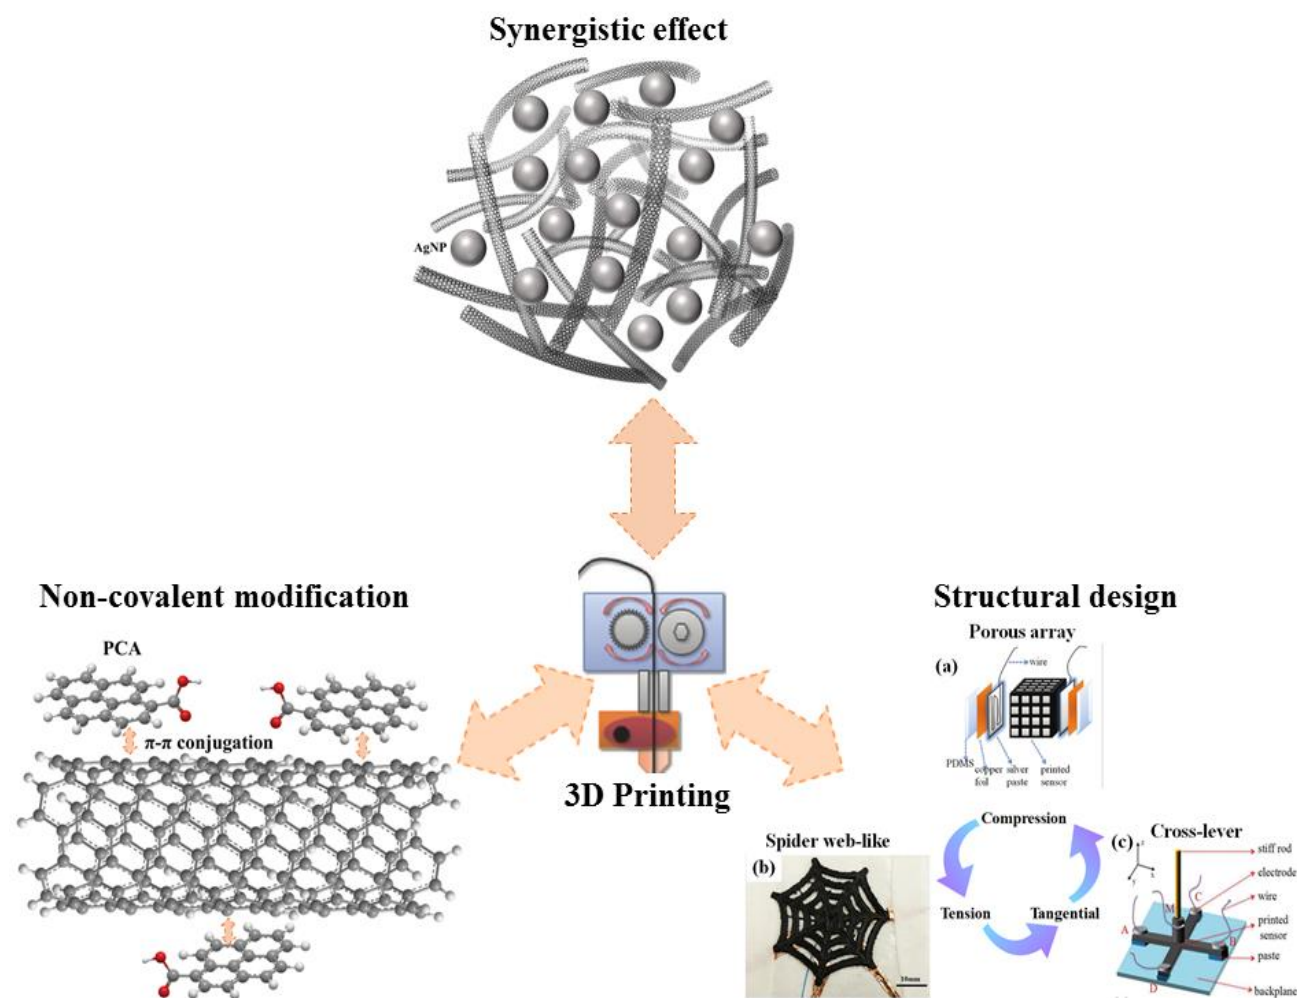 Synergistic effect
AgNP
Non-covalent modification
PCA
π-π conjugation
3D Printing
Structural design
Porous array
(a)
wire
PDMS
copper
foil
silver
paste
printed
sensor
Compression
Tension
Tangential
Spider web-like
(b)
10mm
(c)
Cross-lever
z
x
y
stiff rod
electrode
wire
printed
sensor
paste
backplane
M
C
A
B
D